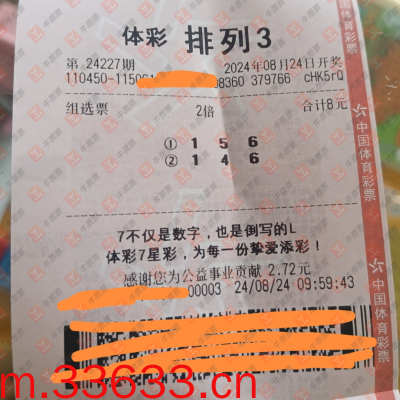 体彩 排列3
第 24227期 2024年08月24日开奖
110450-1150 8360 379766 cHK5rQ
组选票 2倍 合计8元
① 1 5 6
② 1 4 6
7不仅是数字，也是倒写的L
体彩7星彩，为每一份挚爱添彩！
感谢您为公益事业贡献 2.72元
00003 24/08/24 09:59:43
中国体育彩票
中国体育彩票
m.33633.cn